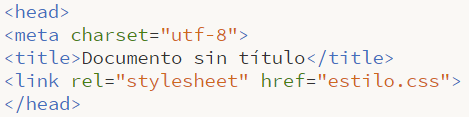 <head>
<meta charset="utf-8">
<title>Documento sin título</title>
<link rel="stylesheet" href="estilo.css">
</head>